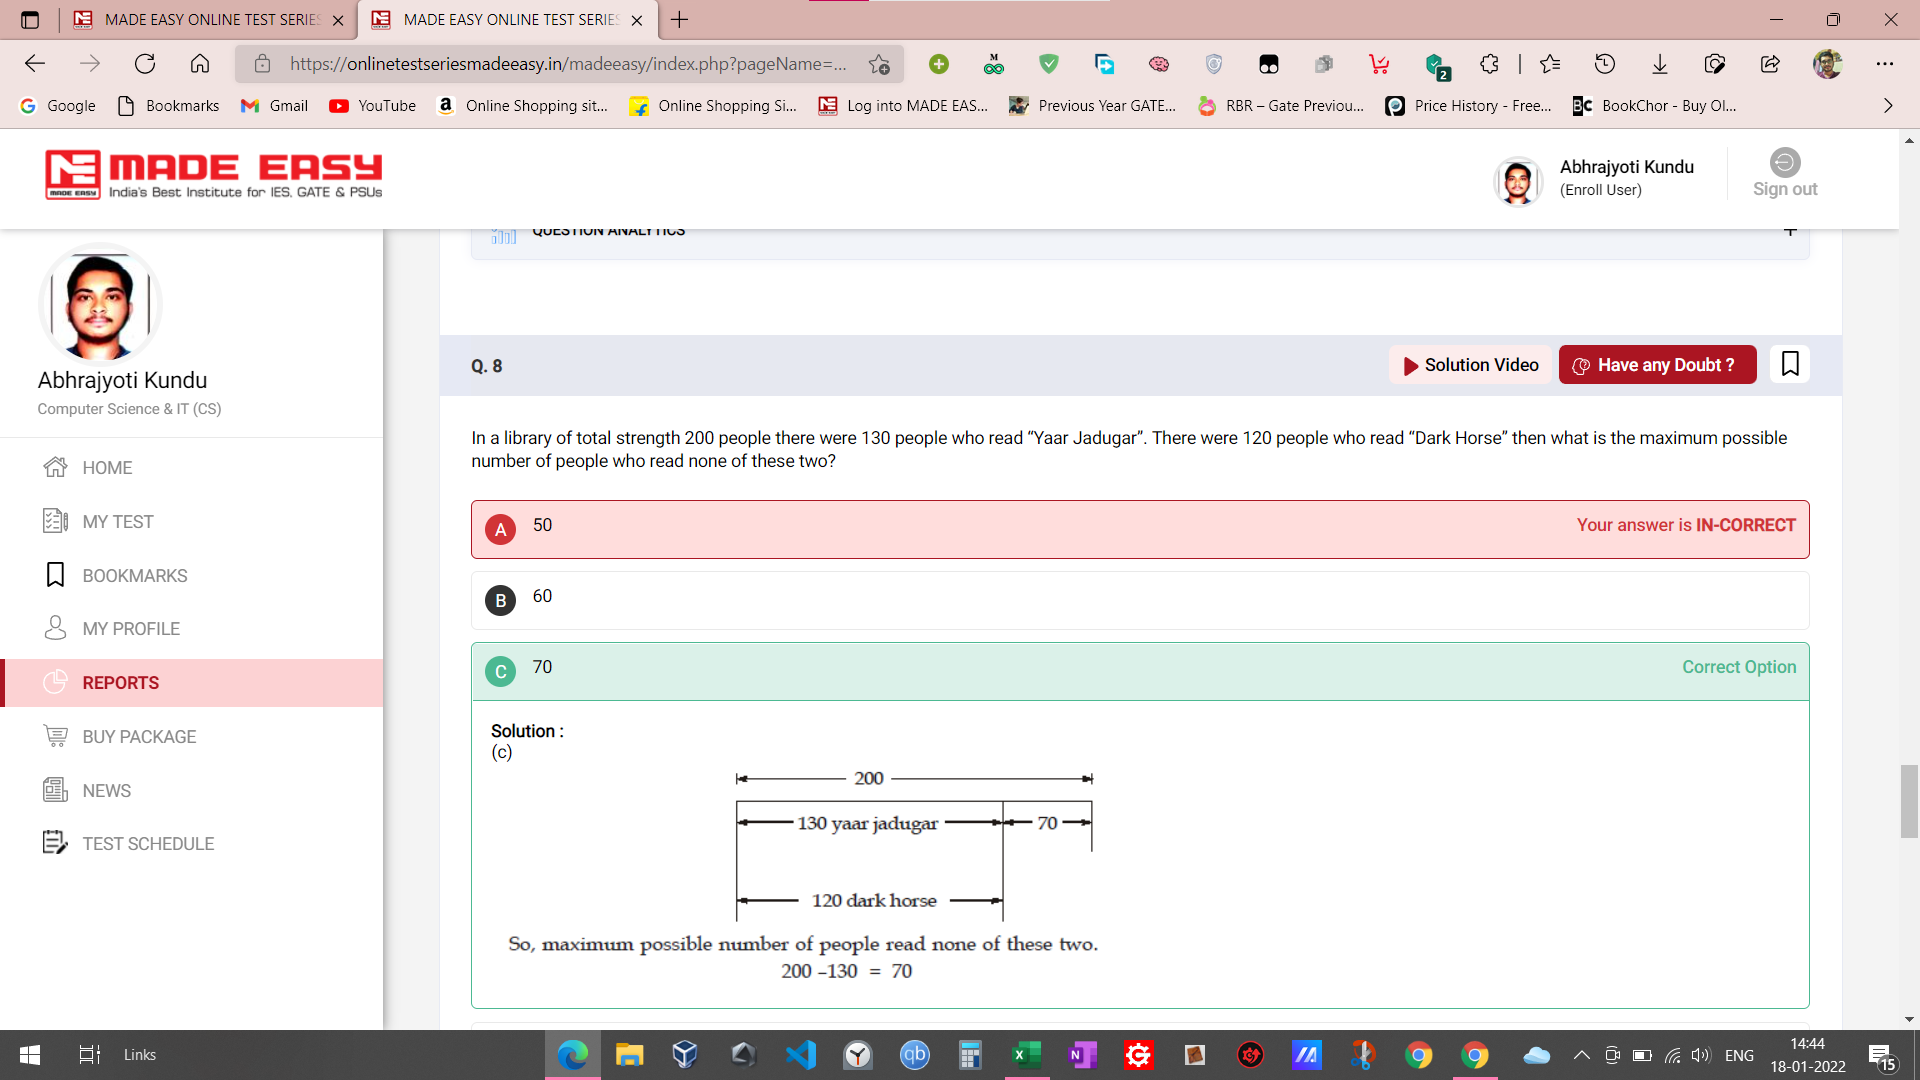 MADE EASY ONLINE TEST SERIES
MADE EASY ONLINE TEST SERIES
https://onlinetestseriesmadeeasy.in/madeeasy/index.php?pageName=...
M
2
Google
Bookmarks
Gmail
YouTube
Online Shopping sit...
Online Shopping Si...
Log into MADE EAS...
Previous Year GATE...
RBR – Gate Previou...
Price History - Free...
BookChor - Buy Ol...
MADE EASY
MADE EASY
India's Best Institute for IES, GATE & PSUs
Abhrajyoti Kundu
(Enroll User)
Sign out
Abhrajyoti Kundu
Computer Science & IT (CS)
HOME
MY TEST
BOOKMARKS
MY PROFILE
REPORTS
BUY PACKAGE
NEWS
TEST SCHEDULE
QUESTION ANALYTICS
+
Q. 8
Solution Video
Have any Doubt ?
In a library of total strength 200 people there were 130 people who read “Yaar Jadugar”. There were 120 people who read “Dark Horse” then what is the maximum possible
number of people who read none of these two?
A 50 Your answer is IN-CORRECT
B 60
C 70 Correct Option
Solution :
(c)
200
130 yaar jadugar 70
120 dark horse
So, maximum possible number of people read none of these two.
200 –130 = 70
Links
qb
ENG
14:44
18-01-2022
15